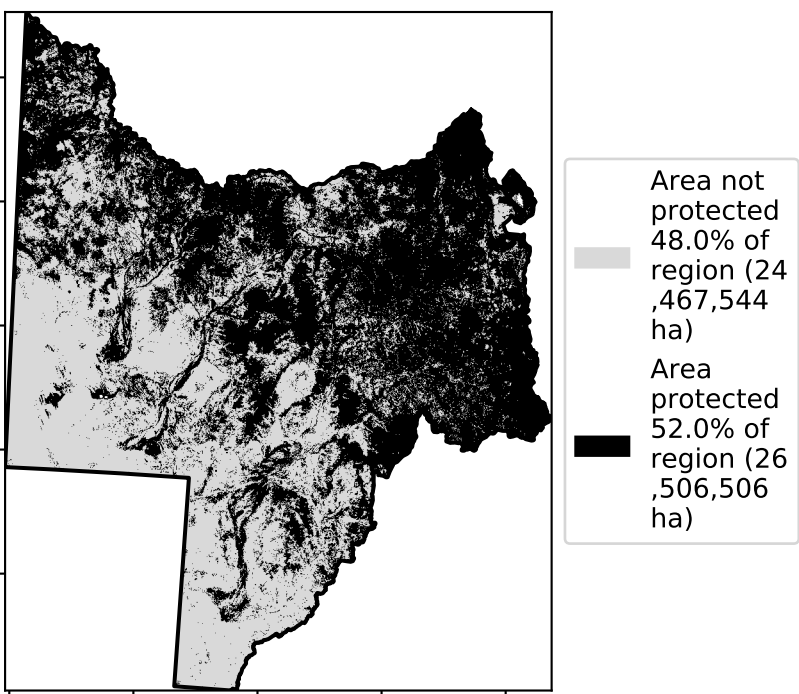 Area not
protected
48.0% of
region (24
,467,544
ha)
Area
protected
52.0% of
region (26
,506,506
ha)